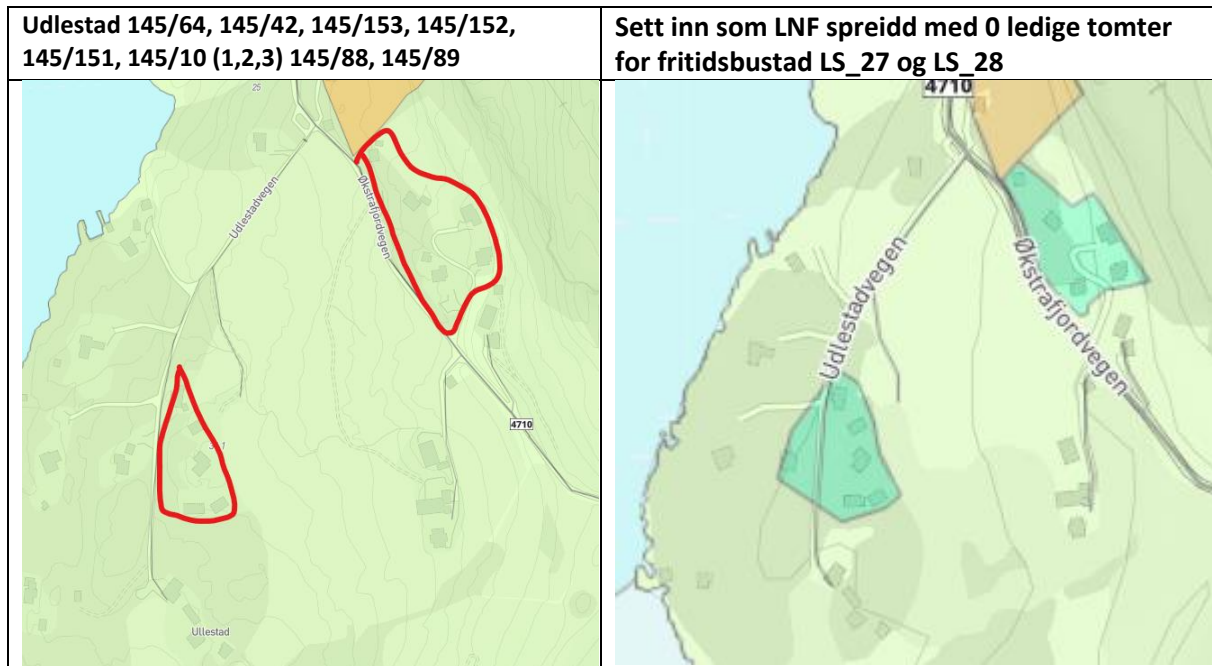 Udlestad 145/64, 145/42, 145/153, 145/152,
145/151, 145/10 (1,2,3) 145/88, 145/89
Sett inn som LNF spreidd med 0 ledige tomter
for fritidsbustad LS_27 og LS_28
25
Udlestadvegen
Økstrafjordvegen
4710
Ullestad
4710
Udlestadvegen
Økstrafjordvegen